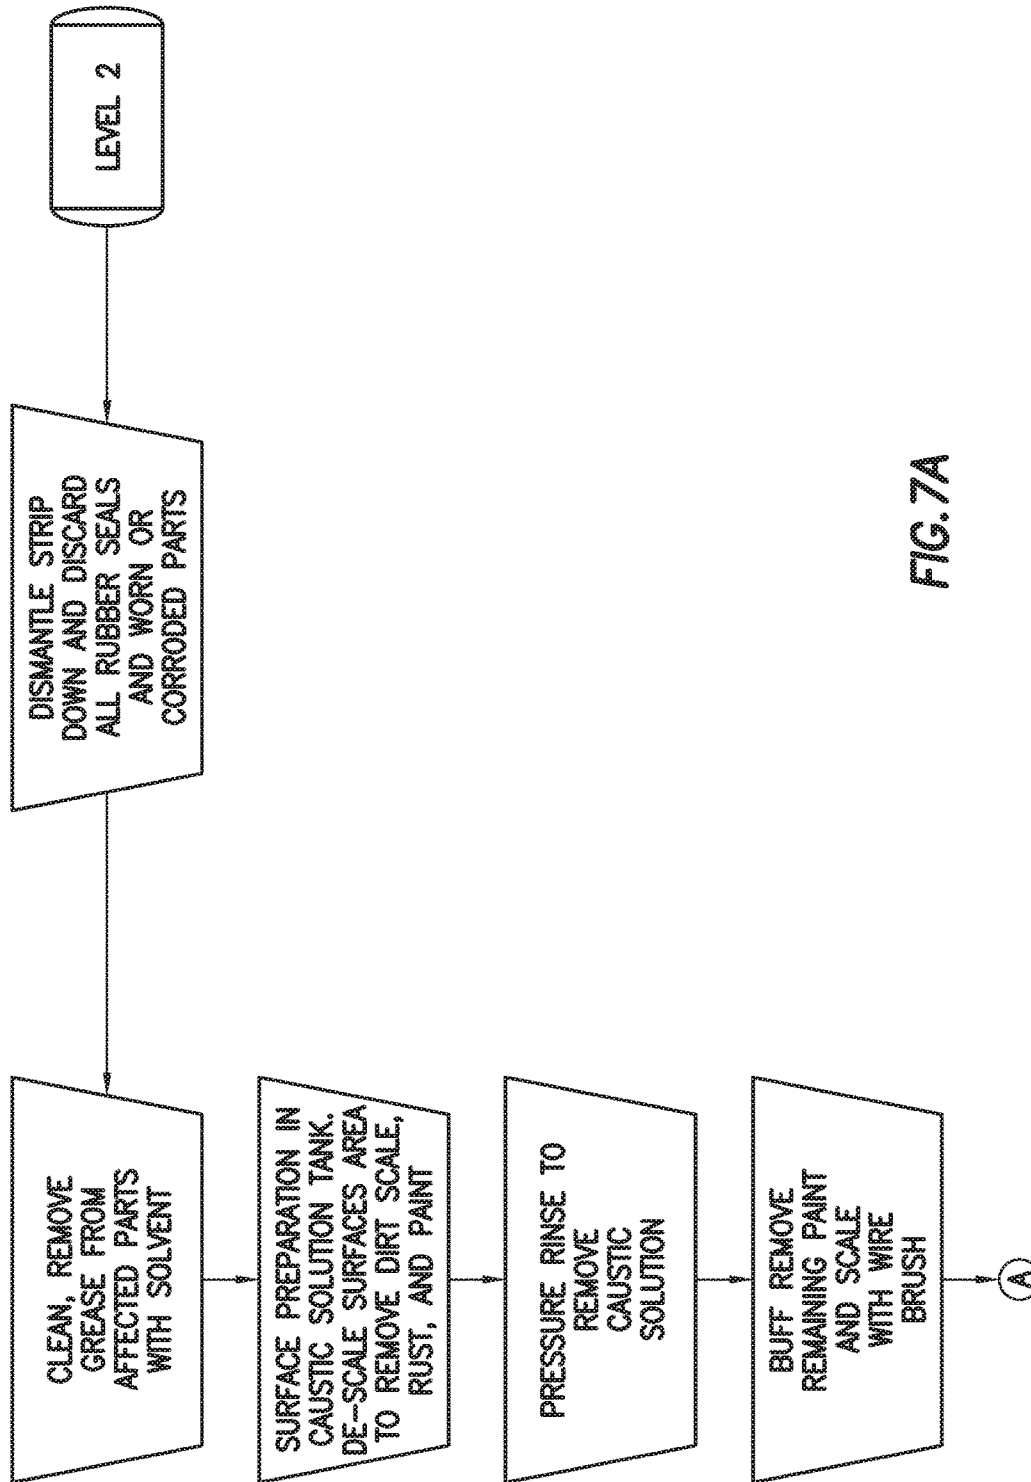 LEVEL 2
DISMANTLE STRIP
DOWN AND DISCARD
ALL RUBBER SEALS
AND WORN OR
CORRODED PARTS
CLEAN, REMOVE
GREASE FROM
AFFECTED PARTS
WITH SOLVENT
SURFACE PREPARATION IN
CAUSTIC SOLUTION TANK.
DE-SCALE SURFACES AREA
TO REMOVE DIRT SCALE,
RUST, AND PAINT
PRESSURE RINSE TO
REMOVE
CAUSTIC
SOLUTION
BUFF REMOVE
REMAINING PAINT
AND SCALE
WITH WIRE
BRUSH
A
FIG. 7A